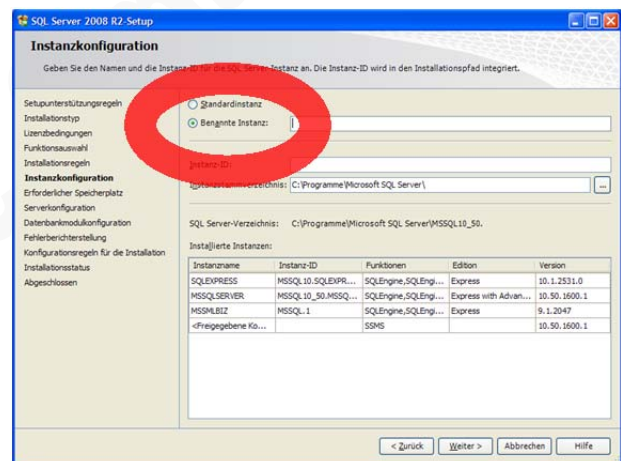 SQL Server 2008 R2-Setup
Instanzkonfiguration
Geben Sie den Namen und die Instanz-ID für die SQL Server-Instanz an. Die Instanz-ID wird in den Installationspfad integriert.
Setupunterstützungsregeln
Installationstyp
Lizenzbedingungen
Funktionsauswahl
Installationsregeln
Instanzkonfiguration
Erforderlicher Speicherplatz
Serverkonfiguration
Datenbankmodulkonfiguration
Fehlerberichterstellung
Konfigurationsregeln für die Installation
Installationsstatus
Abgeschlossen
Standardinstanz
Benannte Instanz:
Instanz-ID:
Instanzstammverzeichnis: C:\Programme\Microsoft SQL Server\ ...
SQL Server-Verzeichnis: C:\Programme\Microsoft SQL Server\MSSQL10_50.
Installierte Instanzen:
Instanzname Instanz-ID Funktionen Edition Version
SQLEXPRESS MSSQL10.SQLEXPR... SQLEngine,SQLEngi... Express 10.1.2531.0
MSSQLSERVER MSSQL10_50.MSSQ... SQLEngine,SQLEngi... Express with Advan... 10.50.1600.1
MSSMLBIZ MSSQL.1 SQLEngine,SQLEngi... Express 9.1.2047
<Freigegebene Ko... SSMS 10.50.1600.1
< Zurück Weiter > Abbrechen Hilfe